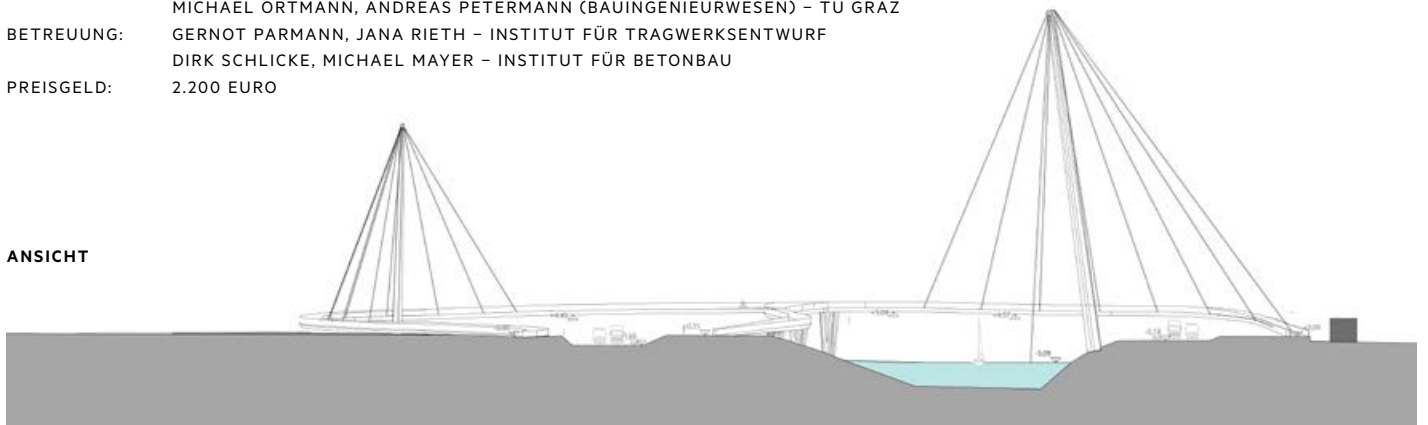 MICHAEL ORTMANN, ANDREAS PETERMANN (BAUINGENIEURWESEN) – TU GRAZ
BETREUUNG: GERNOT PARMANN, JANA RIETH – INSTITUT FÜR TRAGWERKSENTWURF
DIRK SCHLICKE, MICHAEL MAYER – INSTITUT FÜR BETONBAU
PREISGELD: 2.200 EURO
ANSICHT